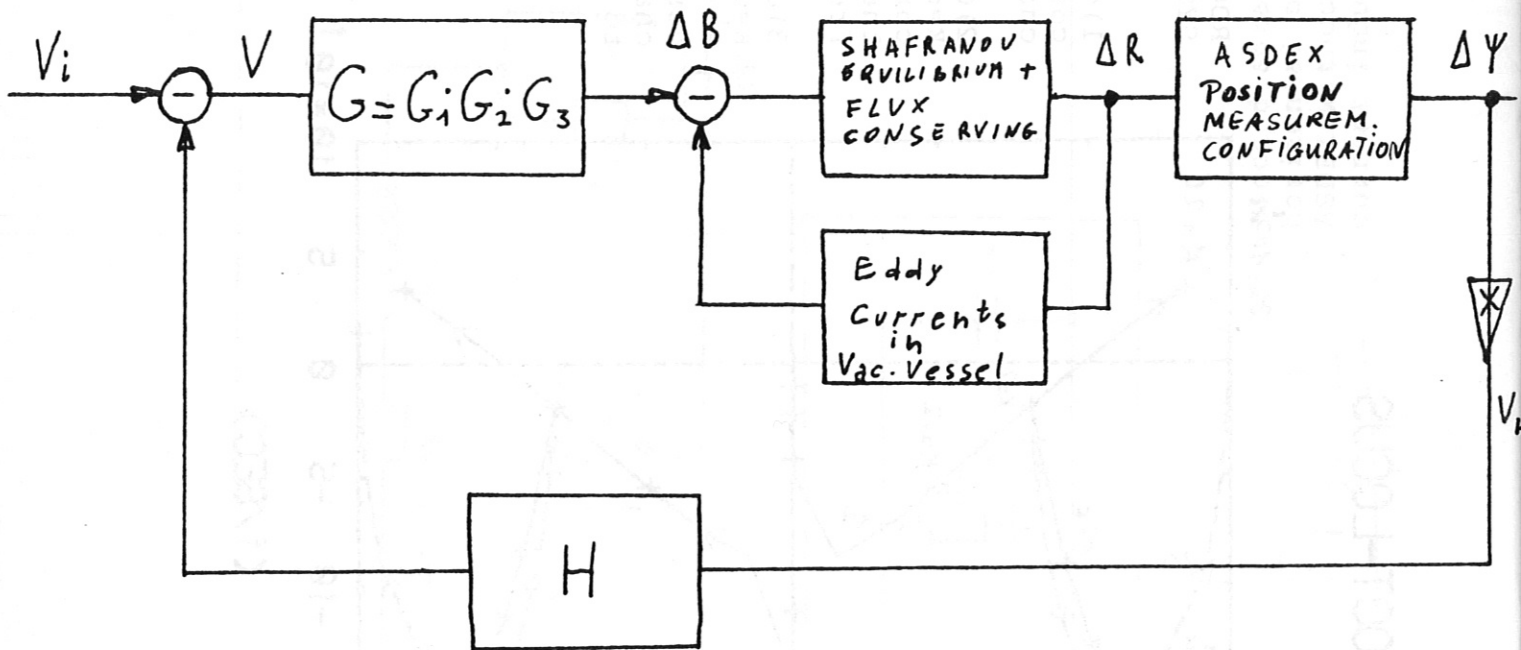 Vi
V
G=G1G2G3
ΔB
SHAFRANOV
EQUILIBRIUM +
FLUX
CONSERVING
ΔR
ASDEX
POSITION
MEASUREM.
CONFIGURATION
ΔΨ
Eddy
Currents
in
Vac. Vessel
X
H